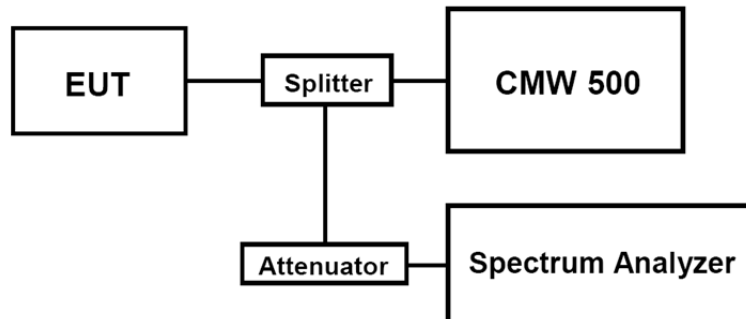 EUT
Splitter
CMW 500
Attenuator
Spectrum Analyzer